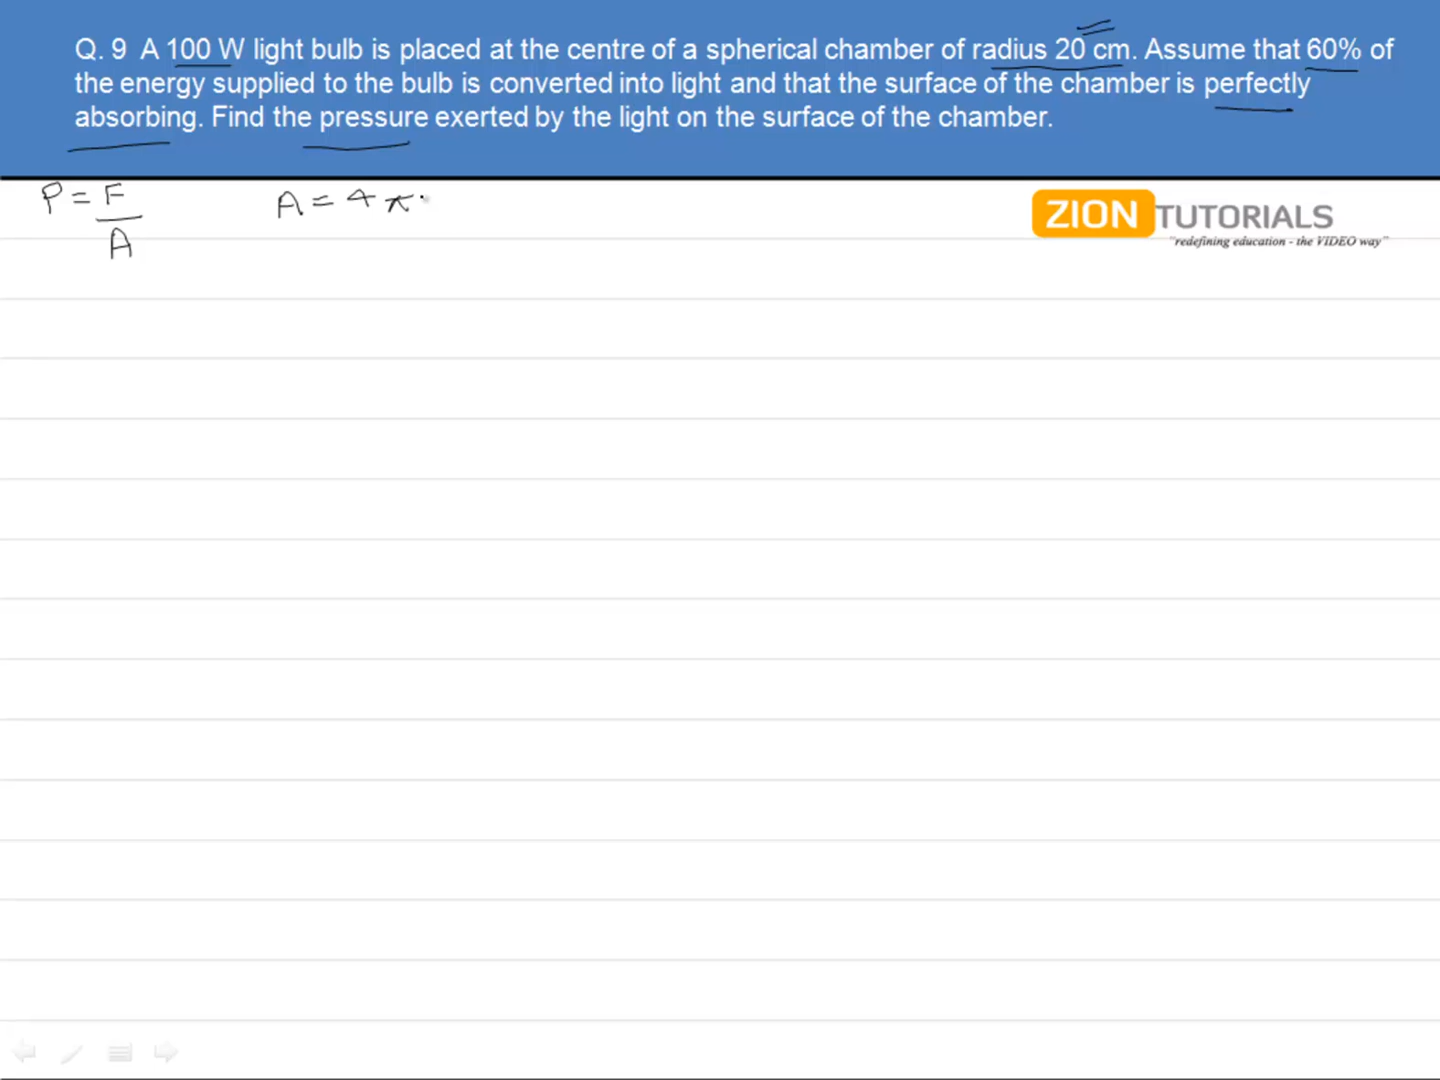 Q. 9 A 100 W light bulb is placed at the centre of a spherical chamber of radius 20 cm. Assume that 60% of
the energy supplied to the bulb is converted into light and that the surface of the chamber is perfectly
absorbing. Find the pressure exerted by the light on the surface of the chamber.
P = F
A
A = 4 π
ZION TUTORIALS
"redefining education - the VIDEO way"